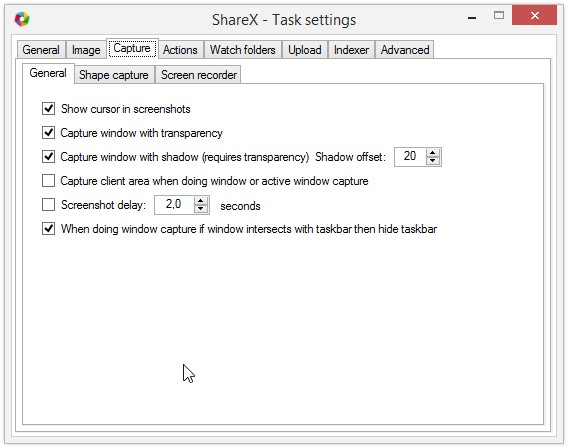 ShareX - Task settings
General Image Capture Actions Watch folders Upload Indexer Advanced
General Shape capture Screen recorder
Show cursor in screenshots
Capture window with transparency
Capture window with shadow (requires transparency) Shadow offset: 20
Capture client area when doing window or active window capture
Screenshot delay: 2,0 seconds
When doing window capture if window intersects with taskbar then hide taskbar